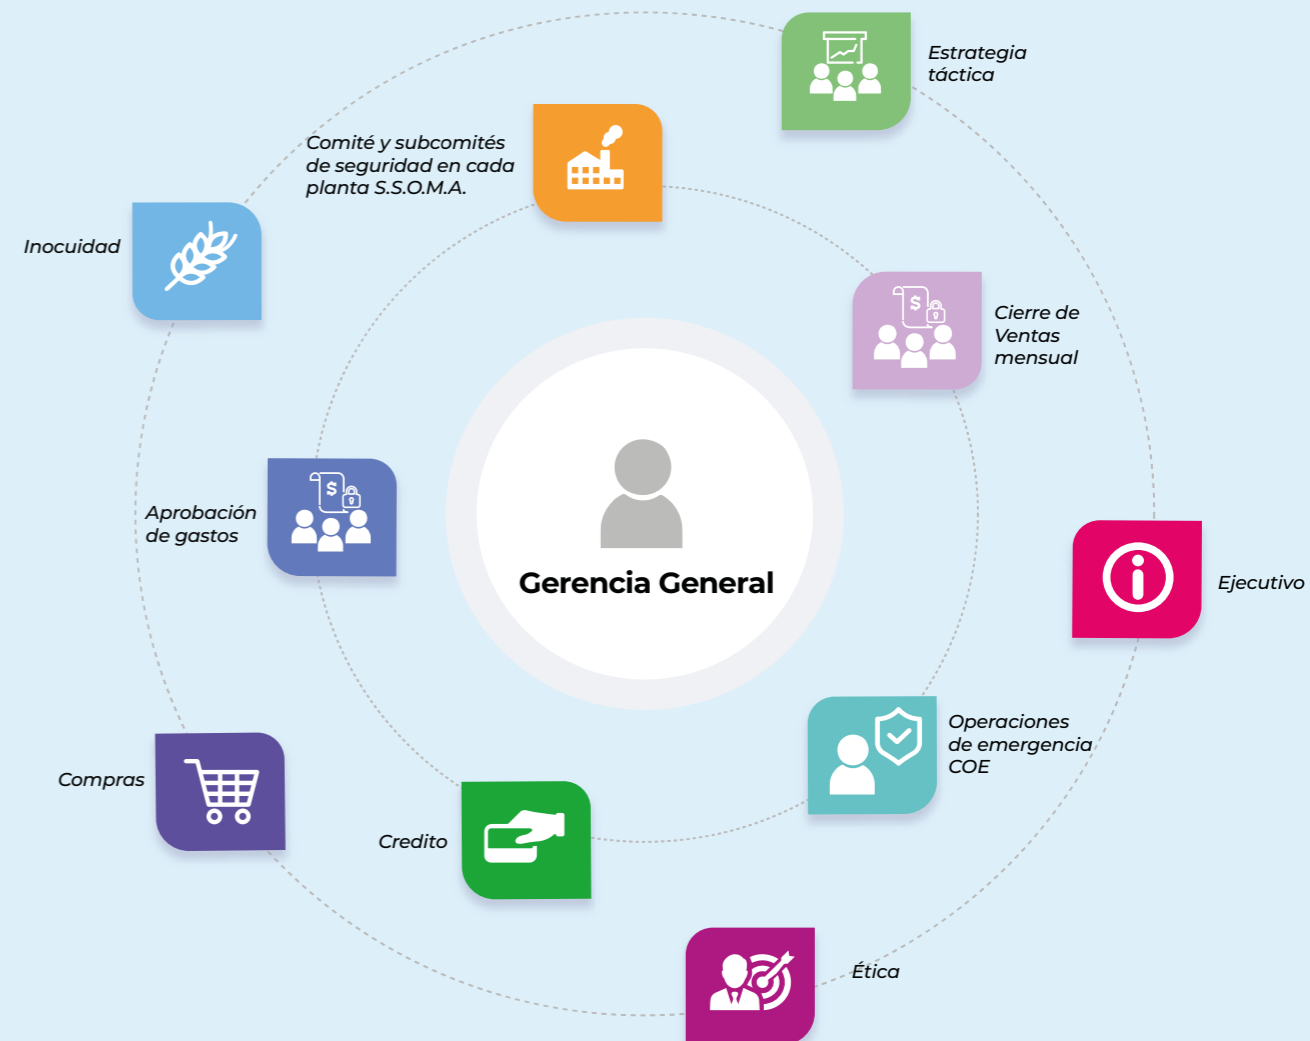 Estrategia
táctica
Comité y subcomités
de seguridad en cada
planta S.S.O.M.A.
Inocuidad
Cierre de
Ventas
mensual
Aprobación
de gastos
Gerencia General
Ejecutivo
Operaciones
de emergencia
COE
Compras
Credito
Ética